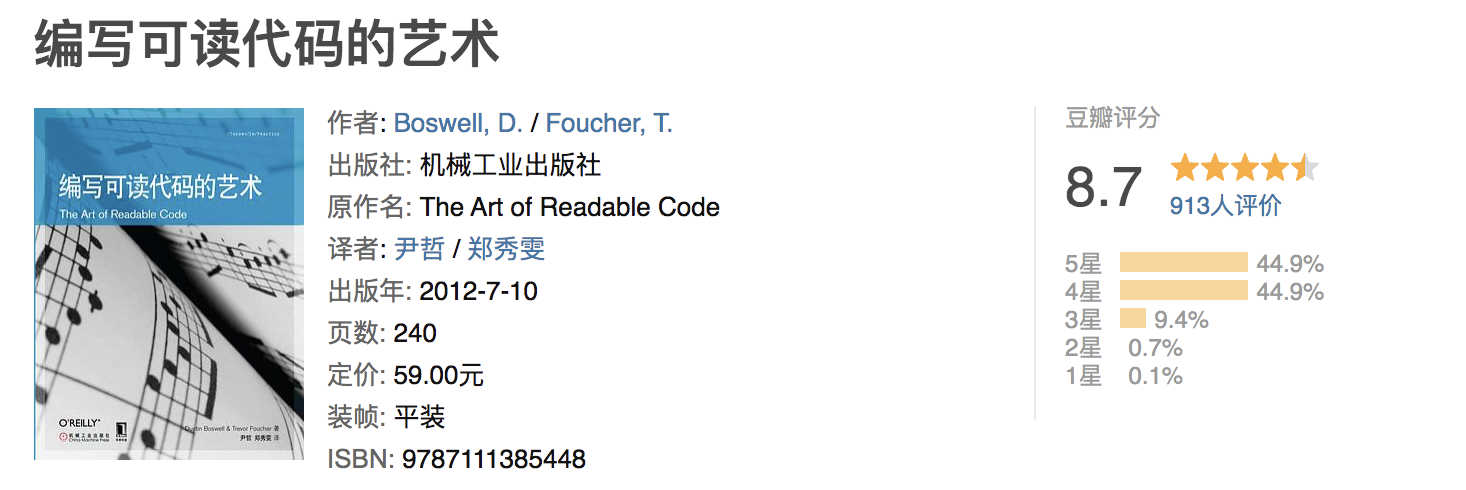 编写可读代码的艺术
/THEORY/IN/PRACTICE
编写可读代码的艺术
The Art of Readable Code
O'REILLY®
机械工业出版社
China Machine Press
Dustin Boswell & Trevor Foucher 著
尹哲 郑秀雯 译
作者: Boswell, D. / Foucher, T.
出版社: 机械工业出版社
原作名: The Art of Readable Code
译者: 尹哲 / 郑秀雯
出版年: 2012-7-10
页数: 240
定价: 59.00元
装帧: 平装
ISBN: 9787111385448
豆瓣评分
8.7
913人评价
5星 44.9%
4星 44.9%
3星 9.4%
2星 0.7%
1星 0.1%